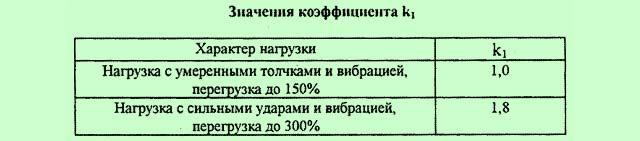 Значения коэффициента k₁
Характер нагрузки k₁
Нагрузка с умеренными толчками и вибрацией, 1,0
перегрузка до 150%
Нагрузка с сильными ударами и вибрацией, 1,8
перегрузка до 300%